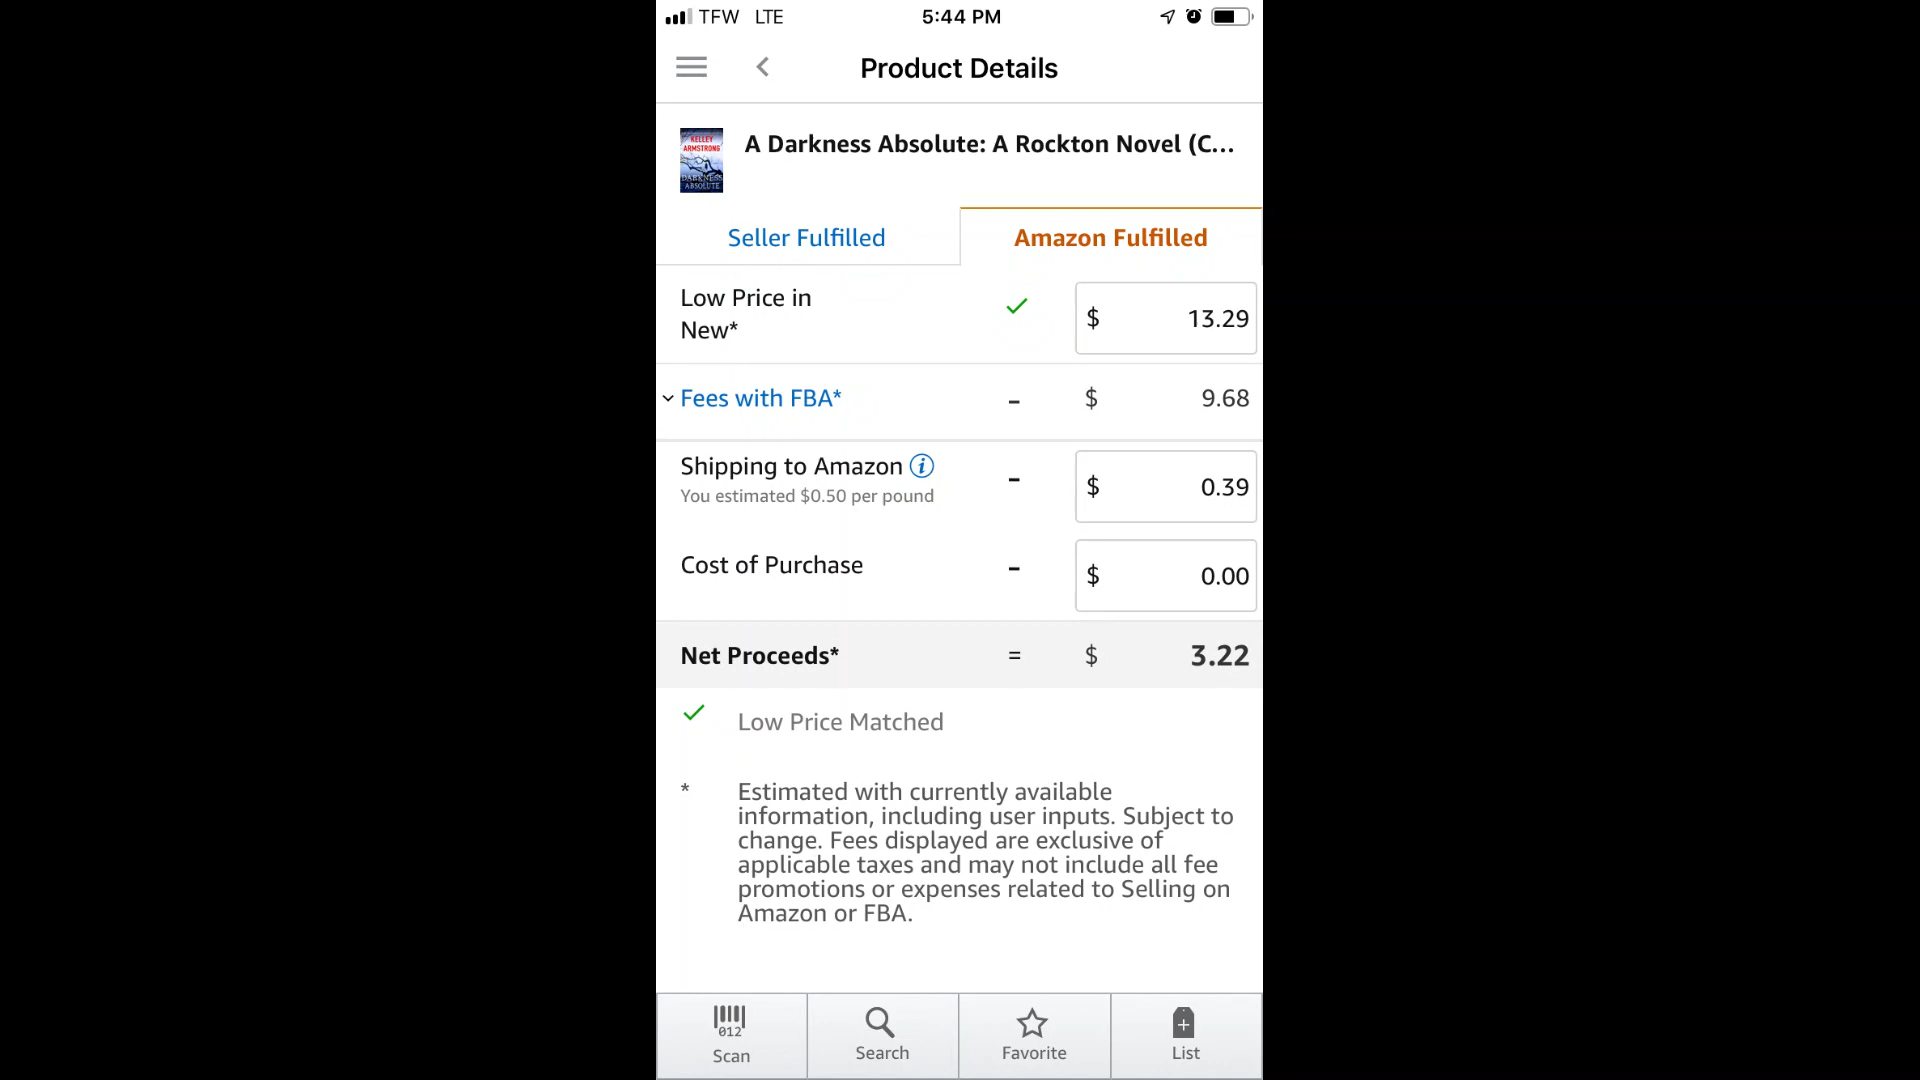 TFW LTE 5:44 PM
Product Details
KELLEY
ARMSTRONG
DARKNESS
ABSOLUTE
A Darkness Absolute: A Rockton Novel (C...
Seller Fulfilled Amazon Fulfilled
Low Price in
New*
$ 13.29
Fees with FBA* - $ 9.68
Shipping to Amazon i - $ 0.39
You estimated $0.50 per pound
Cost of Purchase - $ 0.00
Net Proceeds* = $ 3.22
Low Price Matched
* Estimated with currently available
information, including user inputs. Subject to
change. Fees displayed are exclusive of
applicable taxes and may not include all fee
promotions or expenses related to Selling on
Amazon or FBA.
012
Scan Search Favorite List